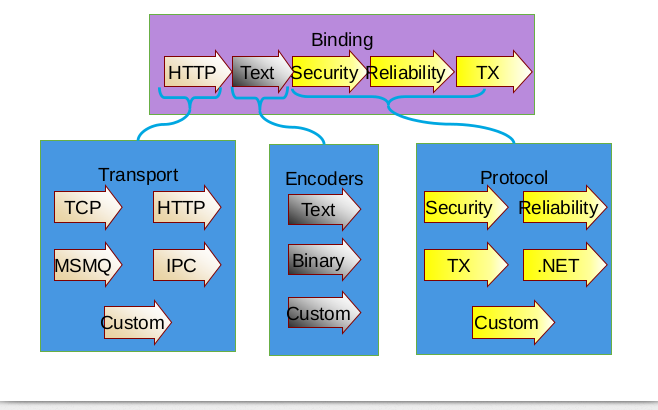 Binding
HTTP Text Security Reliability TX
Transport
TCP HTTP
MSMQ IPC
Custom
Encoders
Text
Binary
Custom
Protocol
Security Reliability
TX .NET
Custom